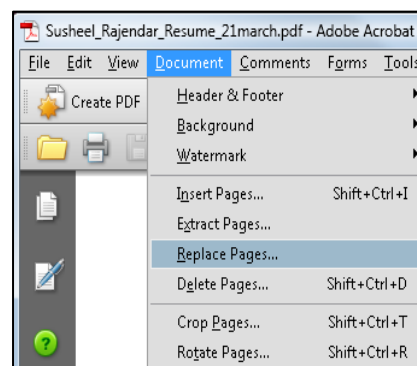 Susheel_Rajendar_Resume_21march.pdf - Adobe Acrobat
File Edit View Document Comments Forms Tools
Create PDF
Header & Footer
Background
Watermark
Insert Pages... Shift+Ctrl+I
Extract Pages...
Replace Pages...
Delete Pages... Shift+Ctrl+D
Crop Pages... Shift+Ctrl+T
Rotate Pages... Shift+Ctrl+R